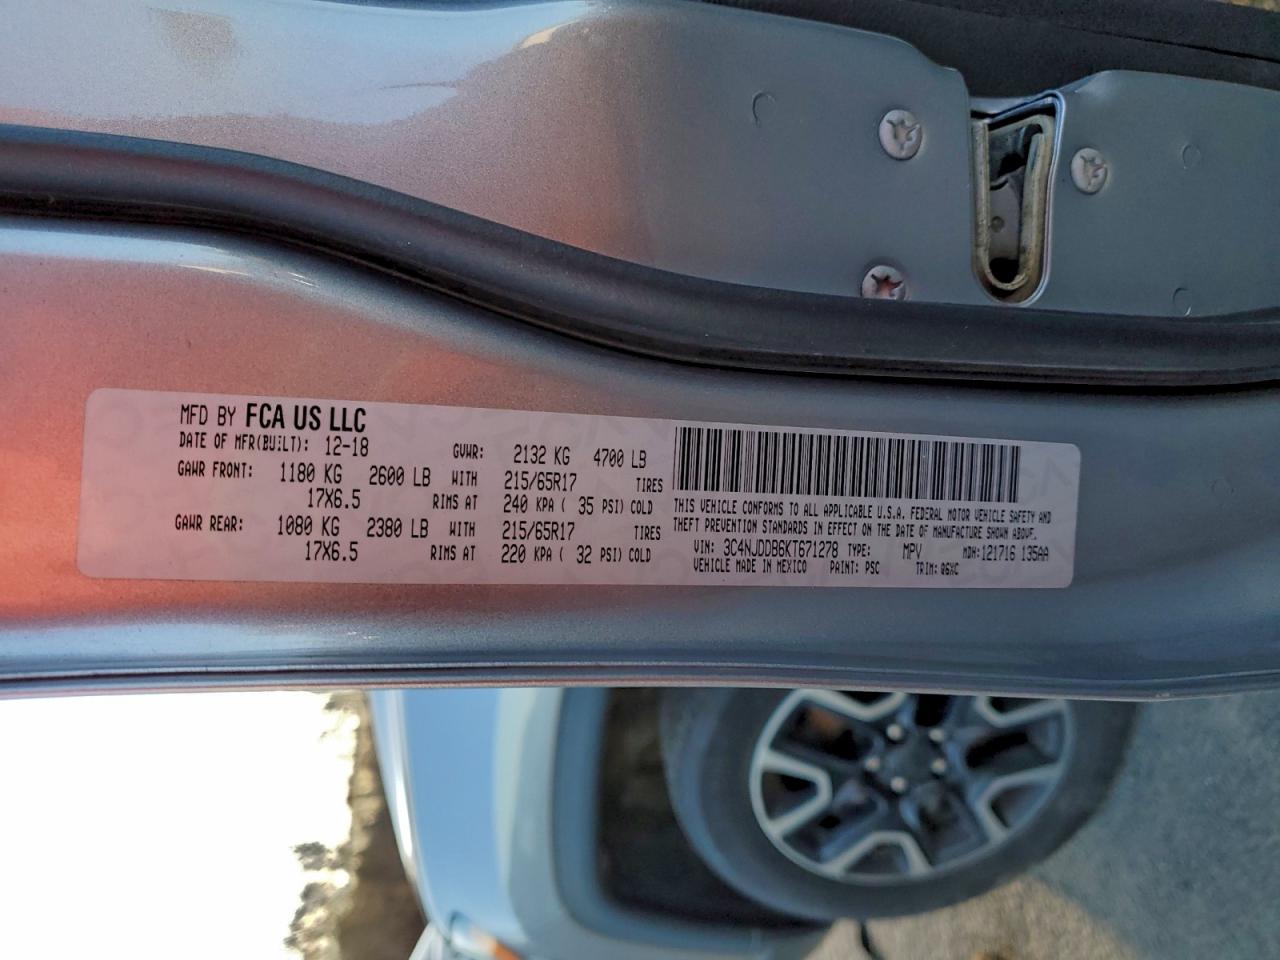 MFD BY FCA US LLC
DATE OF MFR(BUILT): 12-18 GVWR: 2132 KG 4700 LB
GAWR FRONT: 1180 KG 2600 LB WITH 215/65R17 TIRES
17X6.5 RIMS AT 240 KPA ( 35 PSI) COLD
GAWR REAR: 1080 KG 2380 LB WITH 215/65R17 TIRES
17X6.5 RIMS AT 220 KPA ( 32 PSI) COLD
THIS VEHICLE CONFORMS TO ALL APPLICABLE U.S.A. FEDERAL MOTOR VEHICLE SAFETY AND
THEFT PREVENTION STANDARDS IN EFFECT ON THE DATE OF MANUFACTURE SHOWN ABOVE.
VIN: 3C4NJDDB6KT671278 TYPE: MPV MDH:121716 135AA
VEHICLE MADE IN MEXICO PAINT: PSC TRIM: Q6XC